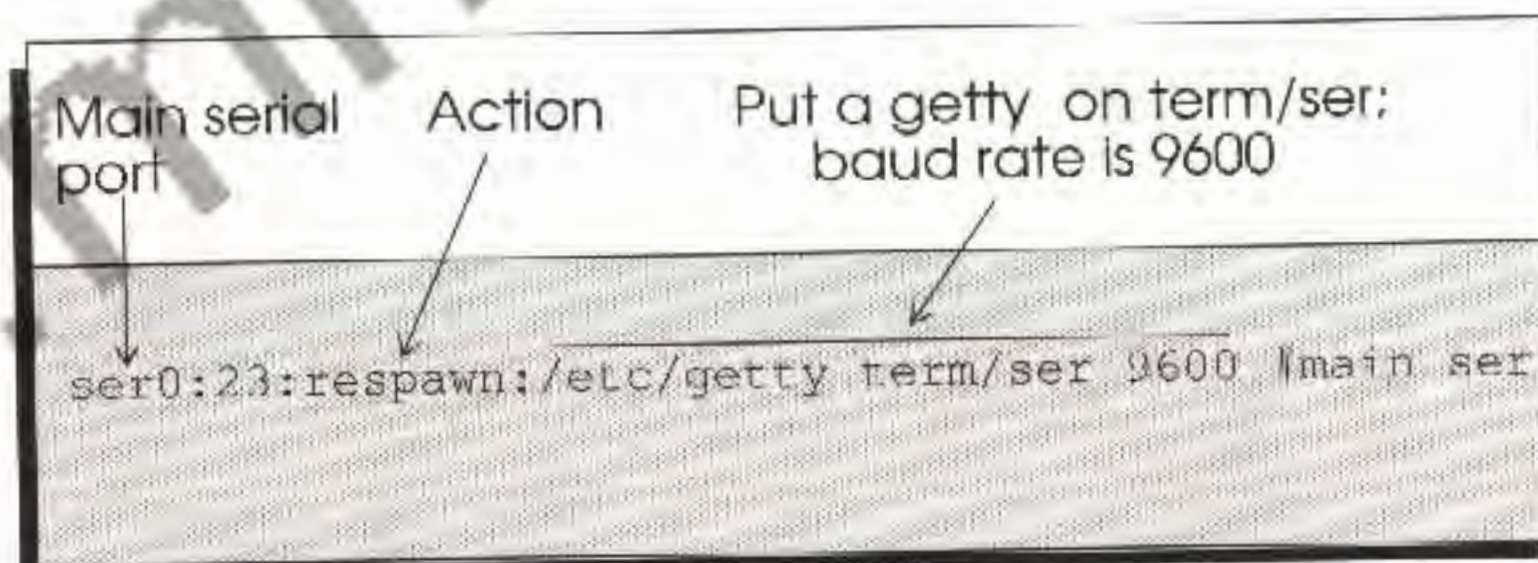 Main serial
port
Action
Put a getty on term/ser;
baud rate is 9600
ser0:23:respawn:/etc/getty term/ser 9600 #main ser